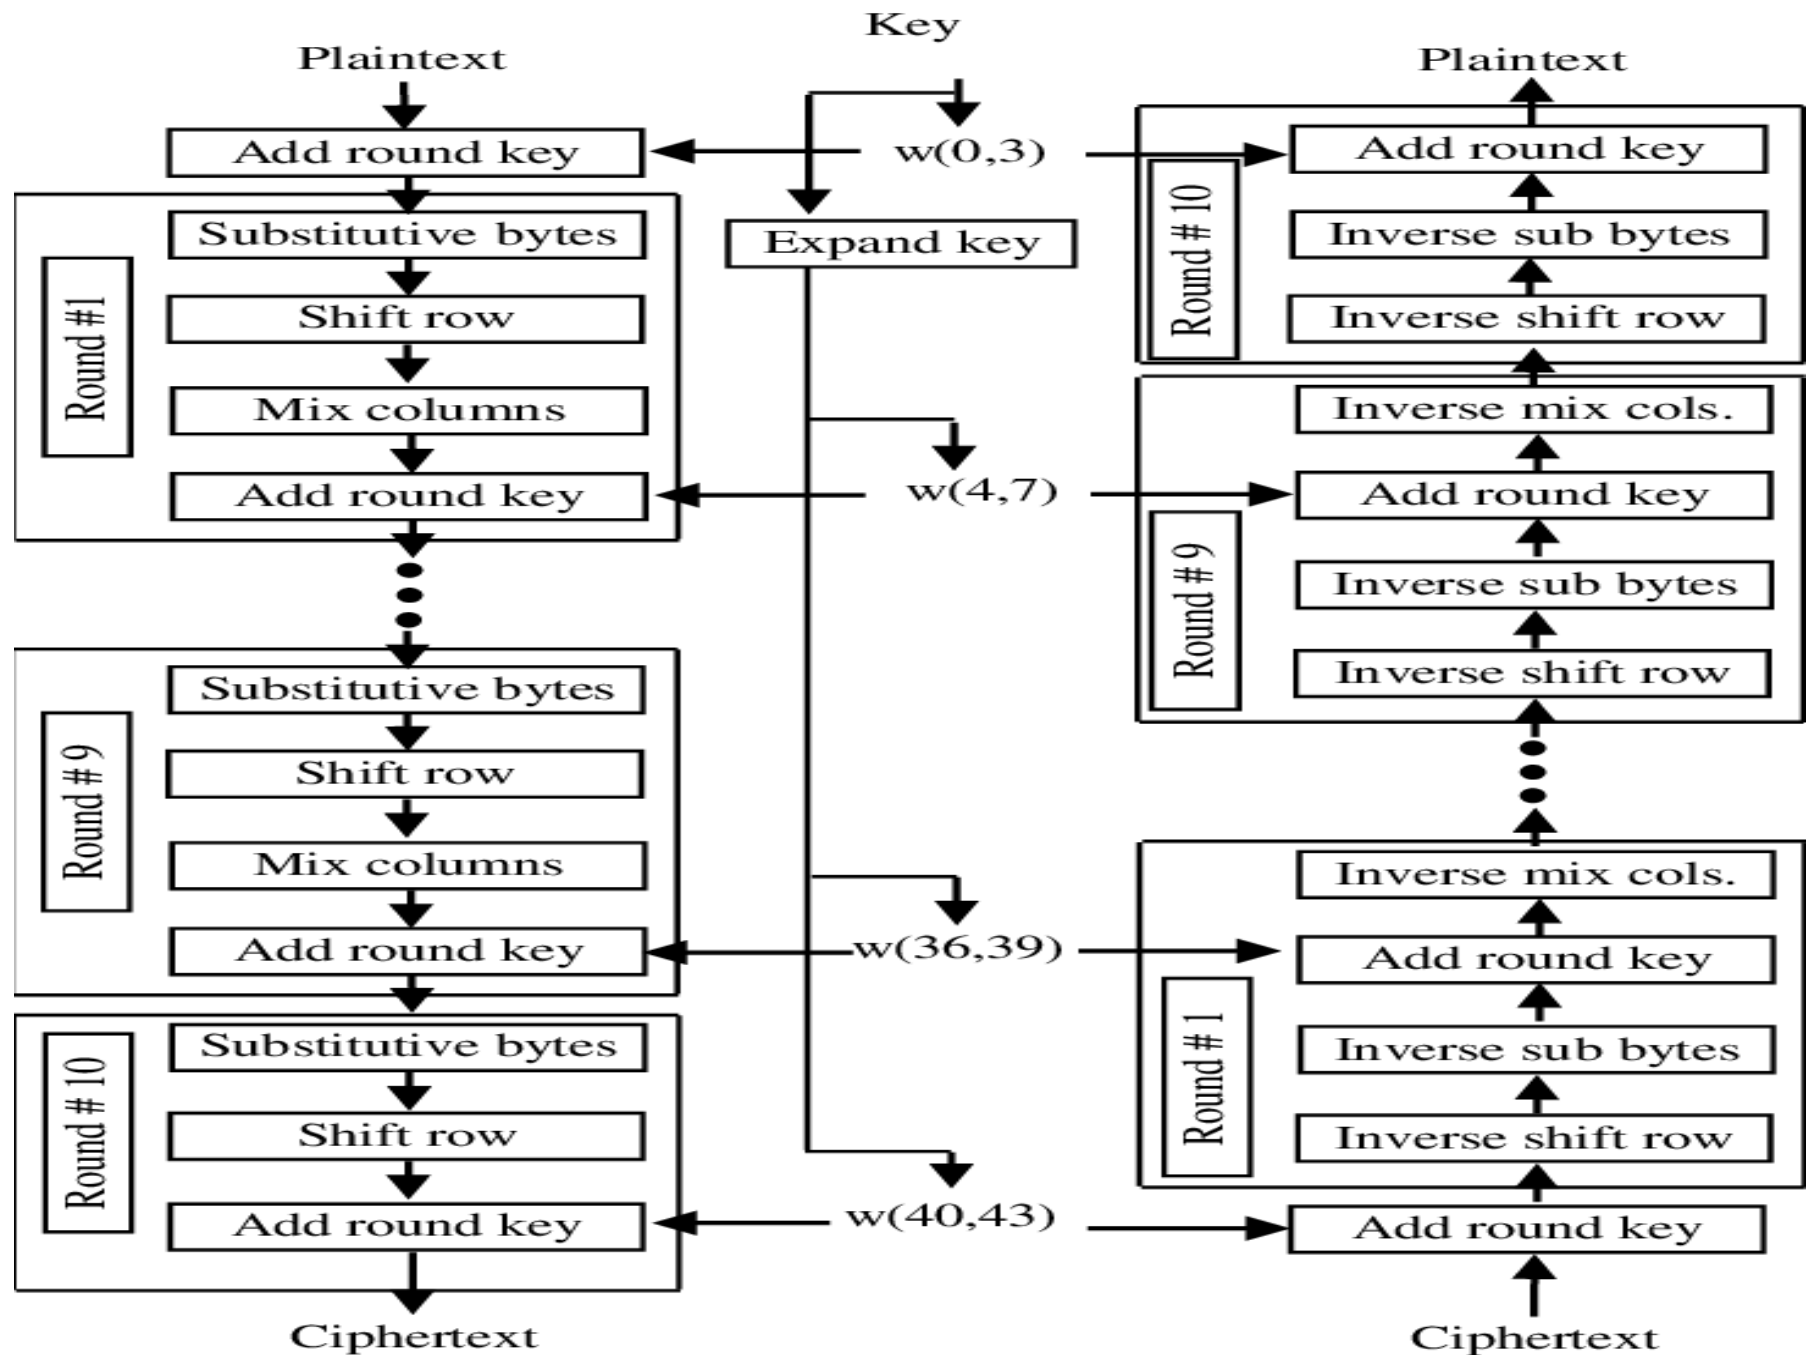 Key
Plaintext
Add round key
Round #1
Substitutive bytes
Shift row
Mix columns
Add round key
Round # 9
Substitutive bytes
Shift row
Mix columns
Add round key
Round # 10
Substitutive bytes
Shift row
Add round key
Ciphertext
w(0,3)
Expand key
w(4,7)
w(36,39)
w(40,43)
Plaintext
Round # 10
Add round key
Inverse sub bytes
Inverse shift row
Round # 9
Inverse mix cols.
Add round key
Inverse sub bytes
Inverse shift row
Round # 1
Inverse mix cols.
Add round key
Inverse sub bytes
Inverse shift row
Add round key
Ciphertext